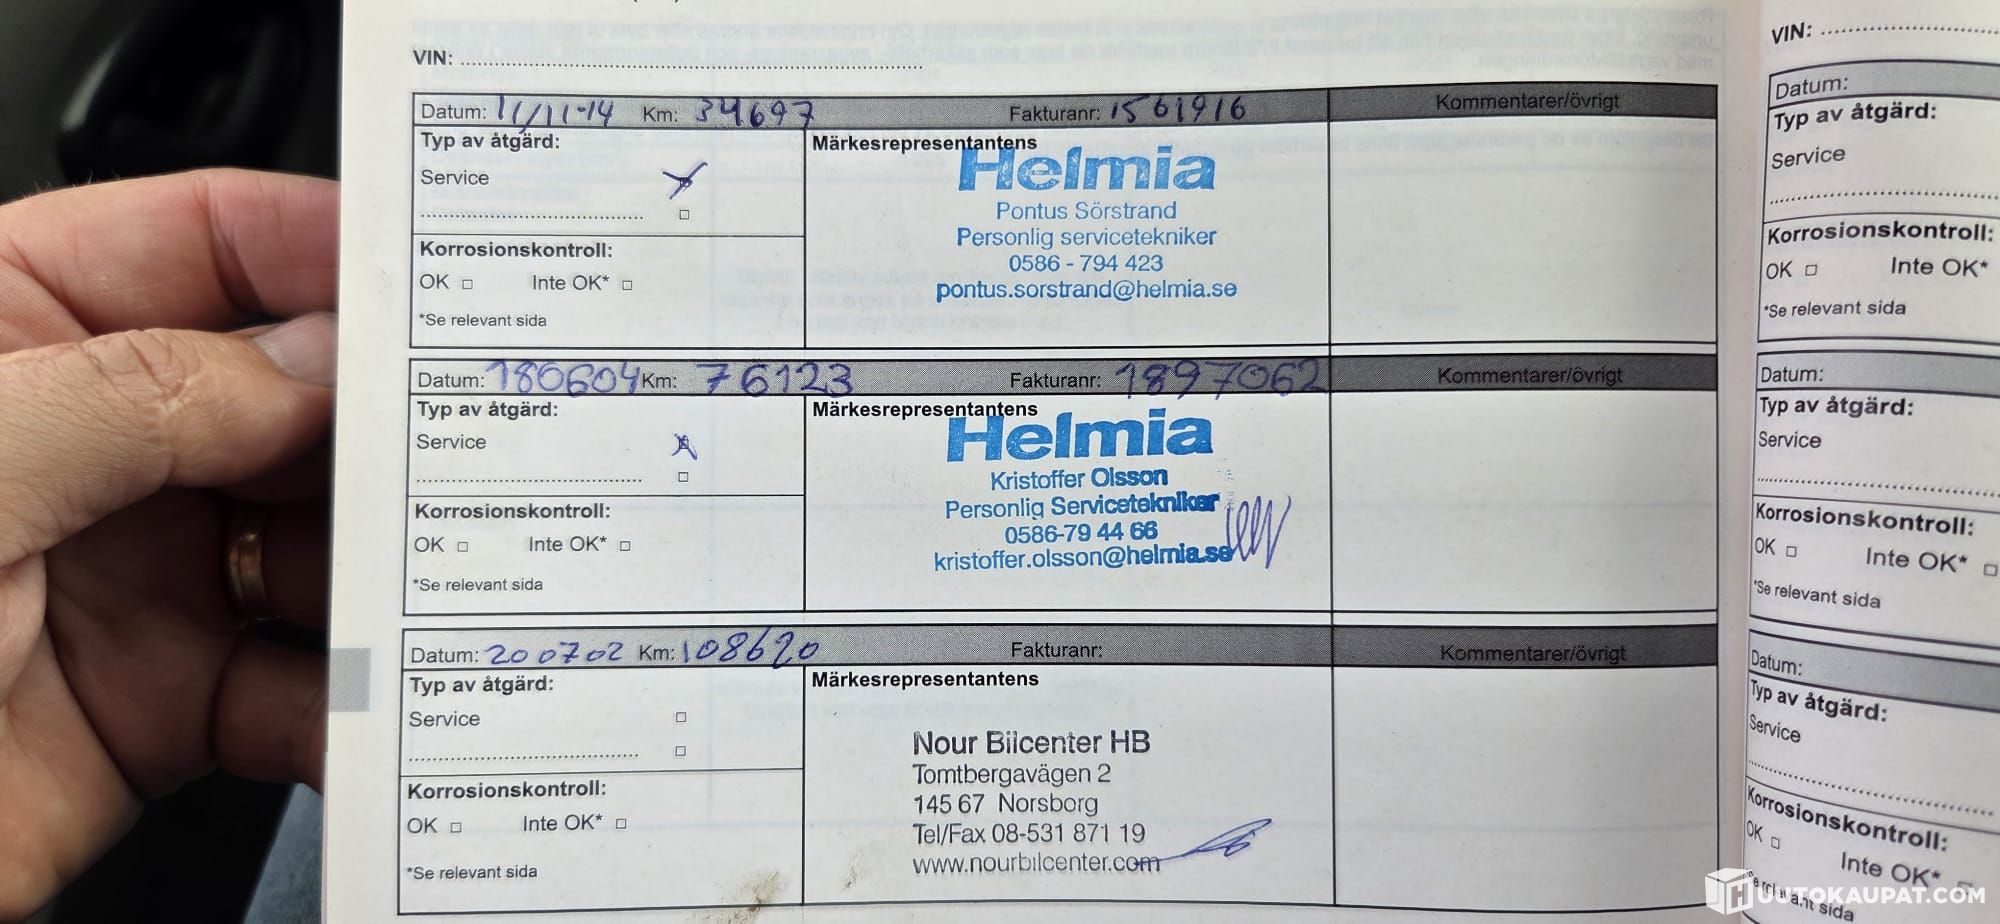 VIN:
Datum: 11/11-14 Km: 34697 Fakturanr: 1561916 Kommentarer/övrigt
Typ av åtgärd:
Service
Märkesrepresentantens
Helmia
Pontus Sörstrand
Personlig servicetekniker
0586 - 794 423
pontus.sorstrand@helmia.se
Korrosionskontroll:
OK □ Inte OK* □
*Se relevant sida
Datum: 180604 Km: 76123 Fakturanr: 1897062 Kommentarer/övrigt
Typ av åtgärd:
Service
Märkesrepresentantens
Helmia
Kristoffer Olsson
Personlig Servicetekniker
0586-79 44 66
kristoffer.olsson@helmia.se
Korrosionskontroll:
OK □ Inte OK* □
*Se relevant sida
Datum: 200702 Km: 108620 Fakturanr: Kommentarer/övrigt
Typ av åtgärd:
Service □
Märkesrepresentantens
Nour Bilcenter HB
Tomtbergavägen 2
145 67 Norsborg
Tel/Fax 08-531 871 19
www.nourbilcenter.com
Korrosionskontroll:
OK □ Inte OK* □
*Se relevant sida
VIN:
Datum:
Typ av åtgärd:
Service
Korrosionskontroll:
OK □ Inte OK*
*Se relevant sida
Datum:
Typ av åtgärd:
Service
Korrosionskontroll:
OK □ Inte OK* □
*Se relevant sida
Datum:
Typ av åtgärd:
Service
Korrosionskontroll:
OK □ Inte OK* □
Se relevant sida
HUUTOKAUPAT.COM